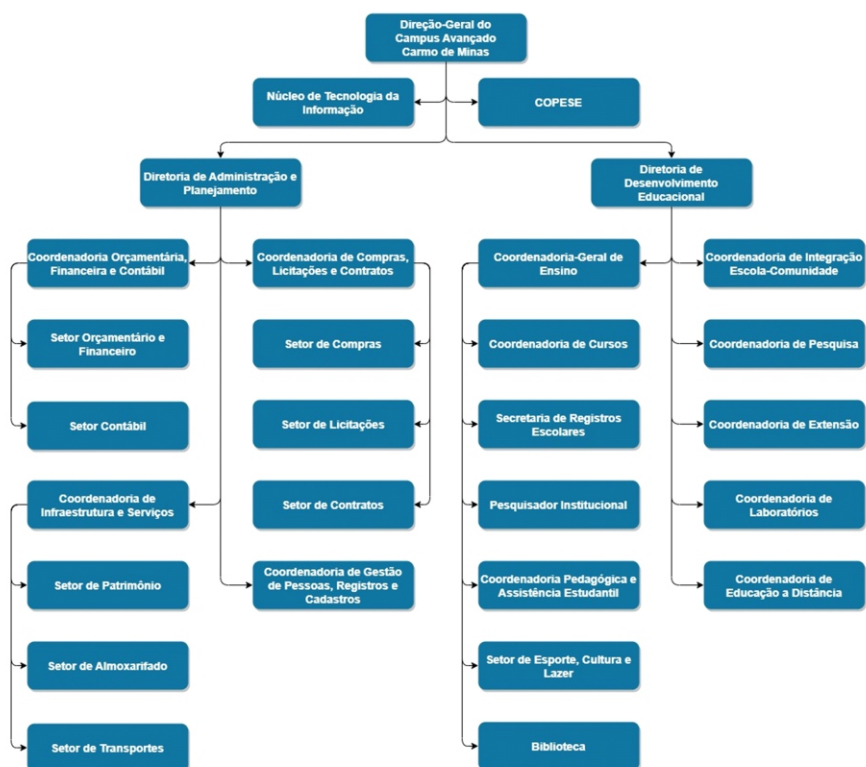 Direção-Geral do
Campus Avançado
Carmo de Minas
Núcleo de Tecnologia da
Informação
COPESE
Diretoria de Administração e
Planejamento
Diretoria de
Desenvolvimento
Educacional
Coordenadoria Orçamentária,
Financeira e Contábil
Coordenadoria de Compras,
Licitações e Contratos
Coordenadoria-Geral de
Ensino
Coordenadoria de Integração
Escola-Comunidade
Setor Orçamentário e
Financeiro
Setor de Compras
Coordenadoria de Cursos
Coordenadoria de Pesquisa
Setor Contábil
Setor de Licitações
Secretaria de Registros
Escolares
Coordenadoria de Extensão
Coordenadoria de
Infraestrutura e Serviços
Setor de Contratos
Pesquisador Institucional
Coordenadoria de
Laboratórios
Setor de Patrimônio
Coordenadoria de Gestão
de Pessoas, Registros e
Cadastros
Coordenadoria Pedagógica e
Assistência Estudantil
Coordenadoria de
Educação a Distância
Setor de Almoxarifado
Setor de Esporte, Cultura e
Lazer
Setor de Transportes
Biblioteca